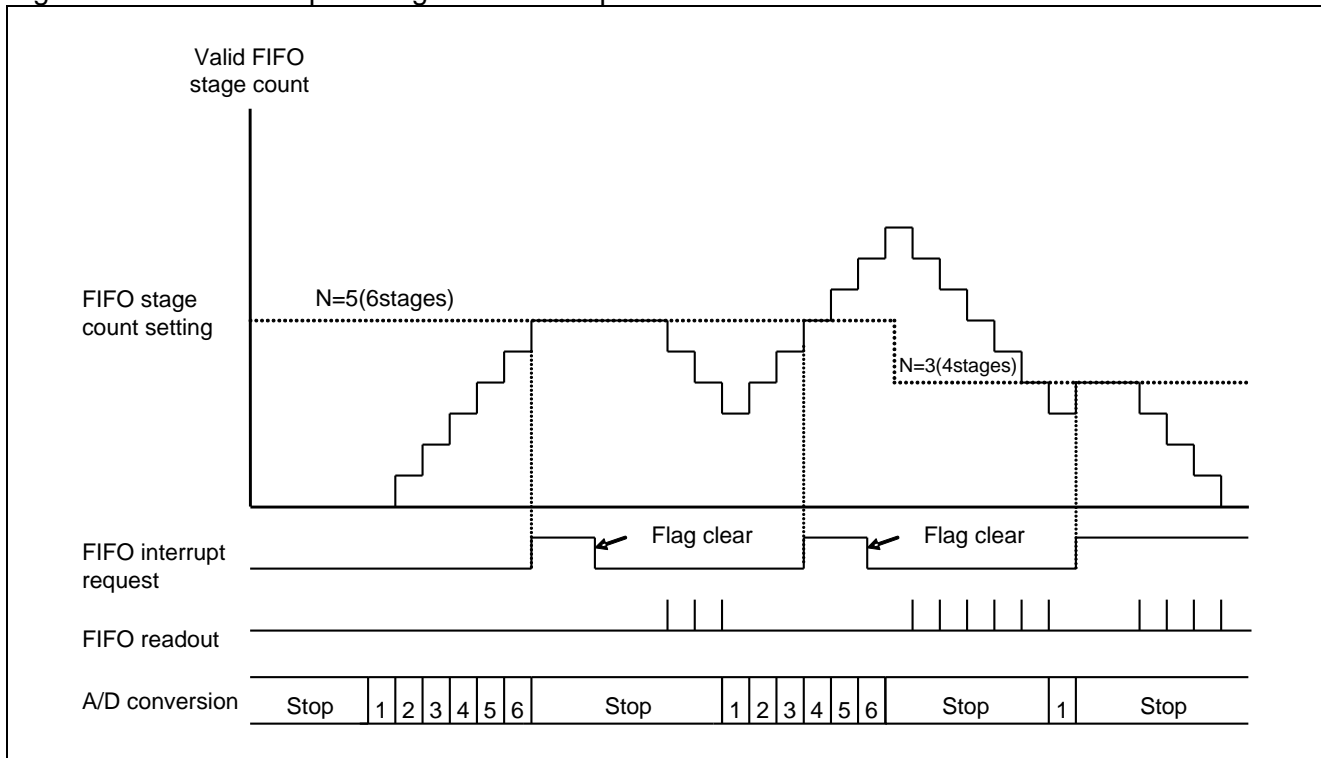 Valid FIFO
stage count
FIFO stage
count setting
N=5(6stages)
N=3(4stages)
FIFO interrupt
request
Flag clear
Flag clear
FIFO readout
A/D conversion
Stop 1 2 3 4 5 6 Stop 1 2 3 4 5 6 Stop 1 Stop